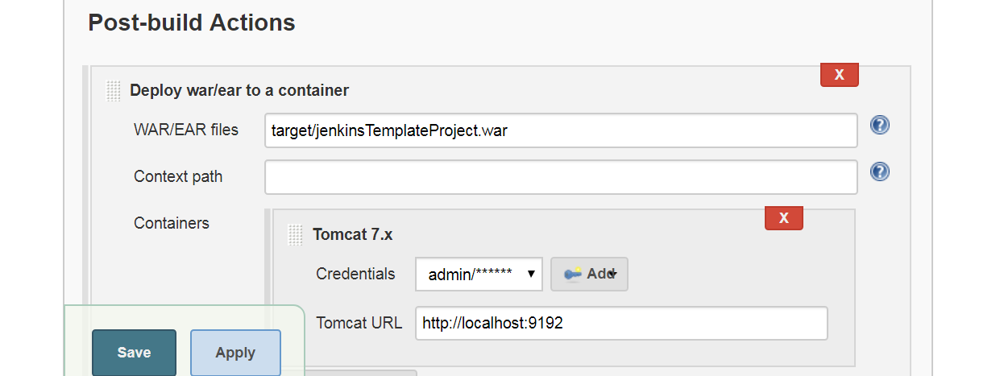 Post-build Actions
X
Deploy war/ear to a container
WAR/EAR files target/jenkinsTemplateProject.war ?
Context path ?
Containers
X
Tomcat 7.x
Credentials admin/****** Add
Tomcat URL http://localhost:9192
Save Apply